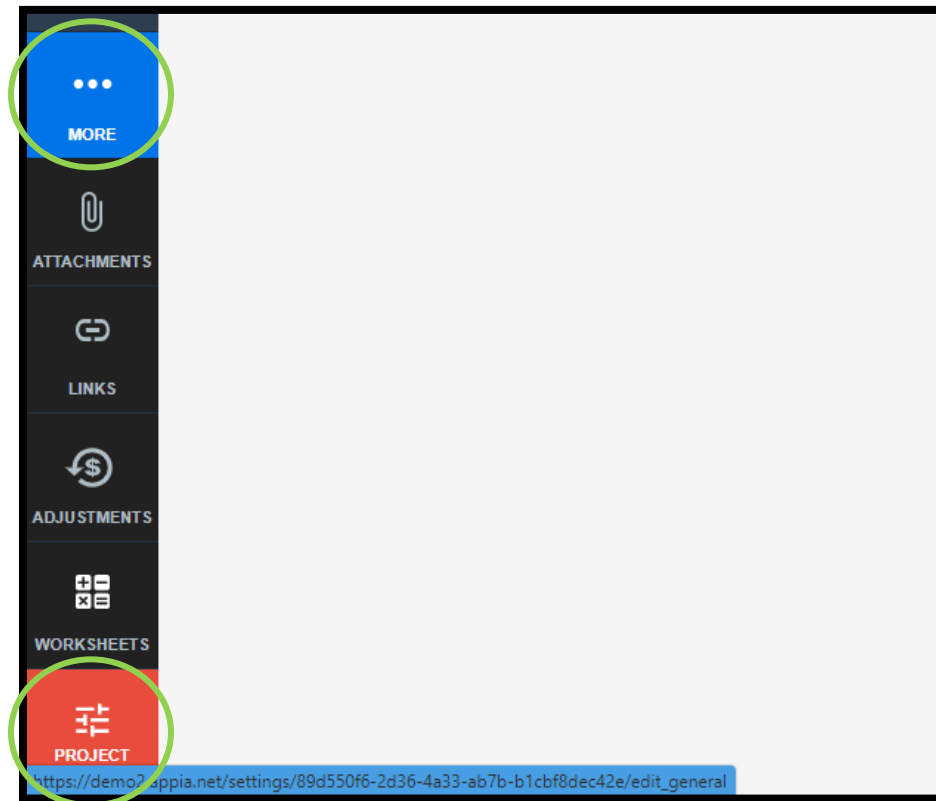 MORE
ATTACHMENTS
LINKS
ADJUSTMENTS
WORKSHEETS
PROJECT
https://demo2.appia.net/settings/89d550f6-2d36-4a33-ab7b-b1cbf8dec42e/edit_general